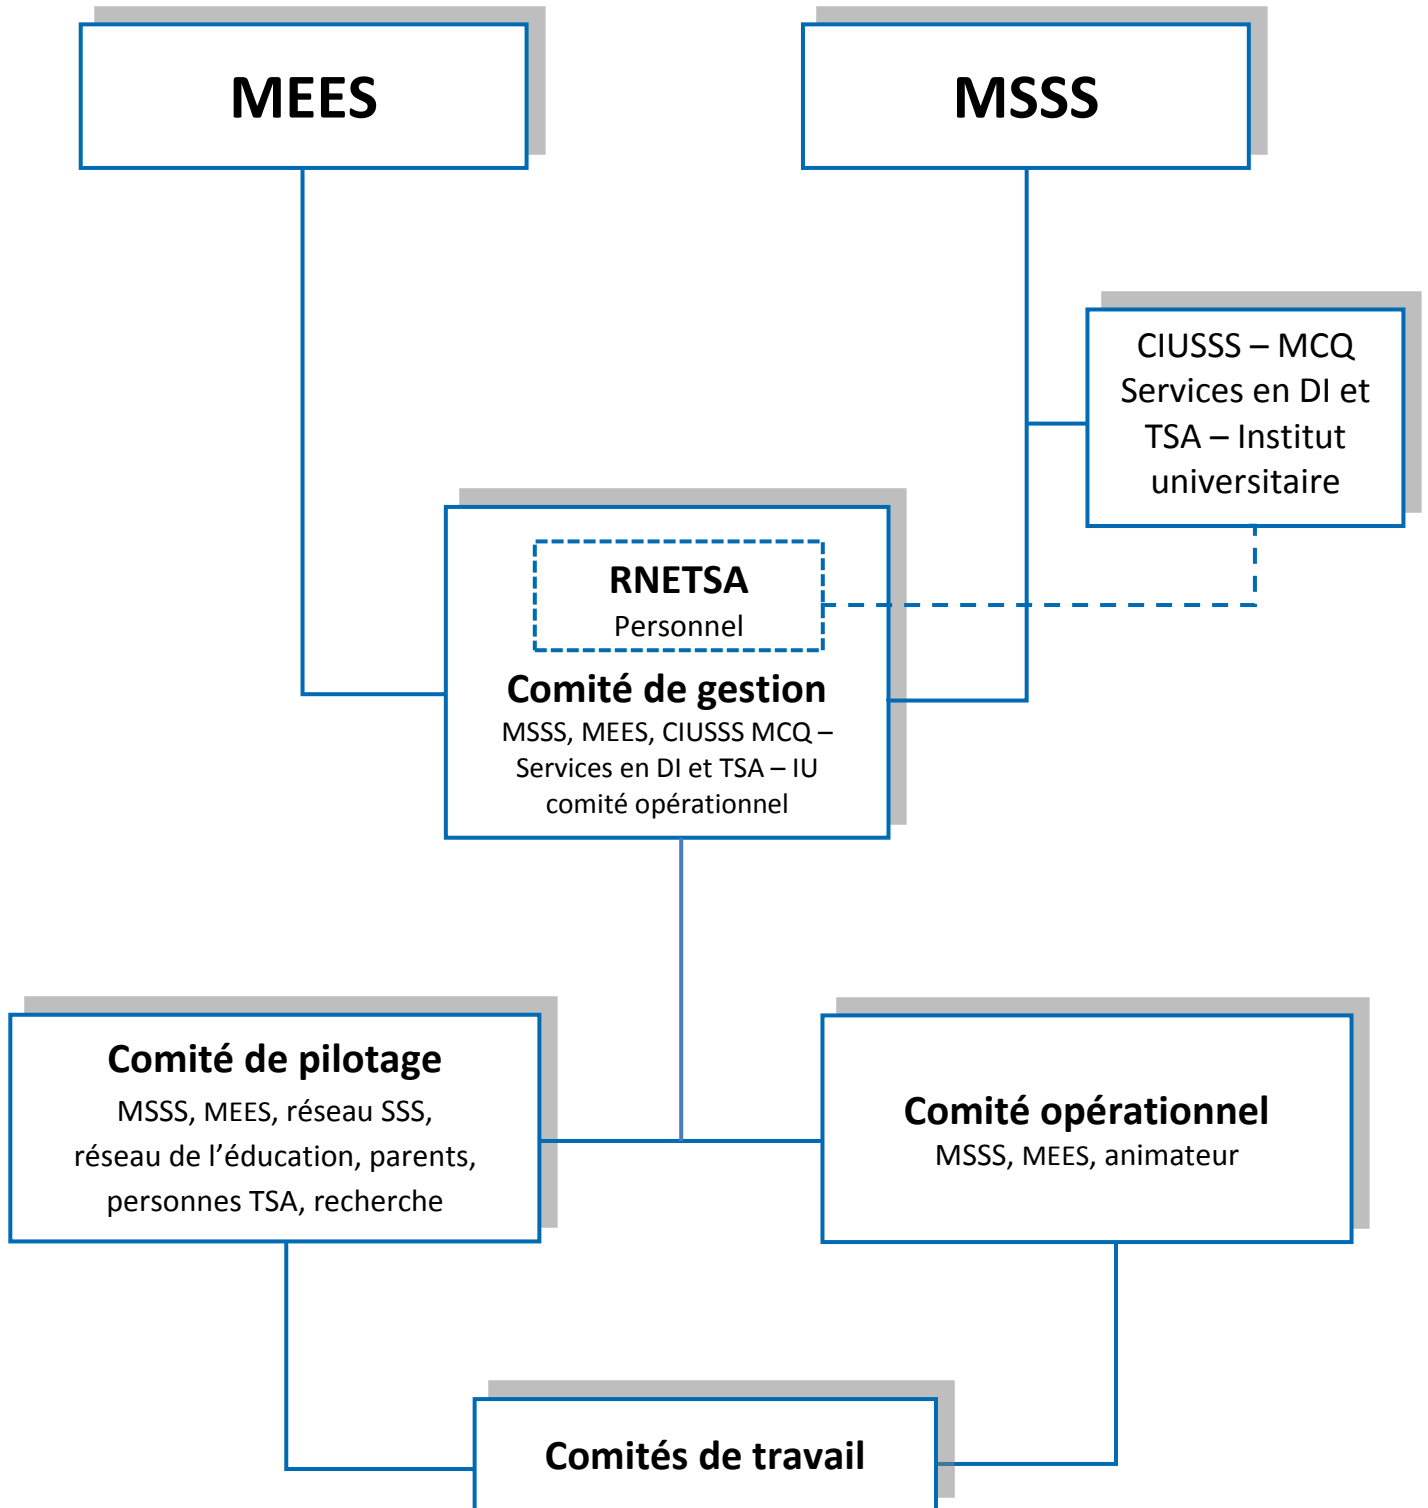 MEES
MSSS
CIUSSS – MCQ
Services en DI et
TSA – Institut
universitaire
RNETSA
Personnel
Comité de gestion
MSSS, MEES, CIUSSS MCQ –
Services en DI et TSA – IU
comité opérationnel
Comité de pilotage
MSSS, MEES, réseau SSS,
réseau de l’éducation, parents,
personnes TSA, recherche
Comité opérationnel
MSSS, MEES, animateur
Comités de travail